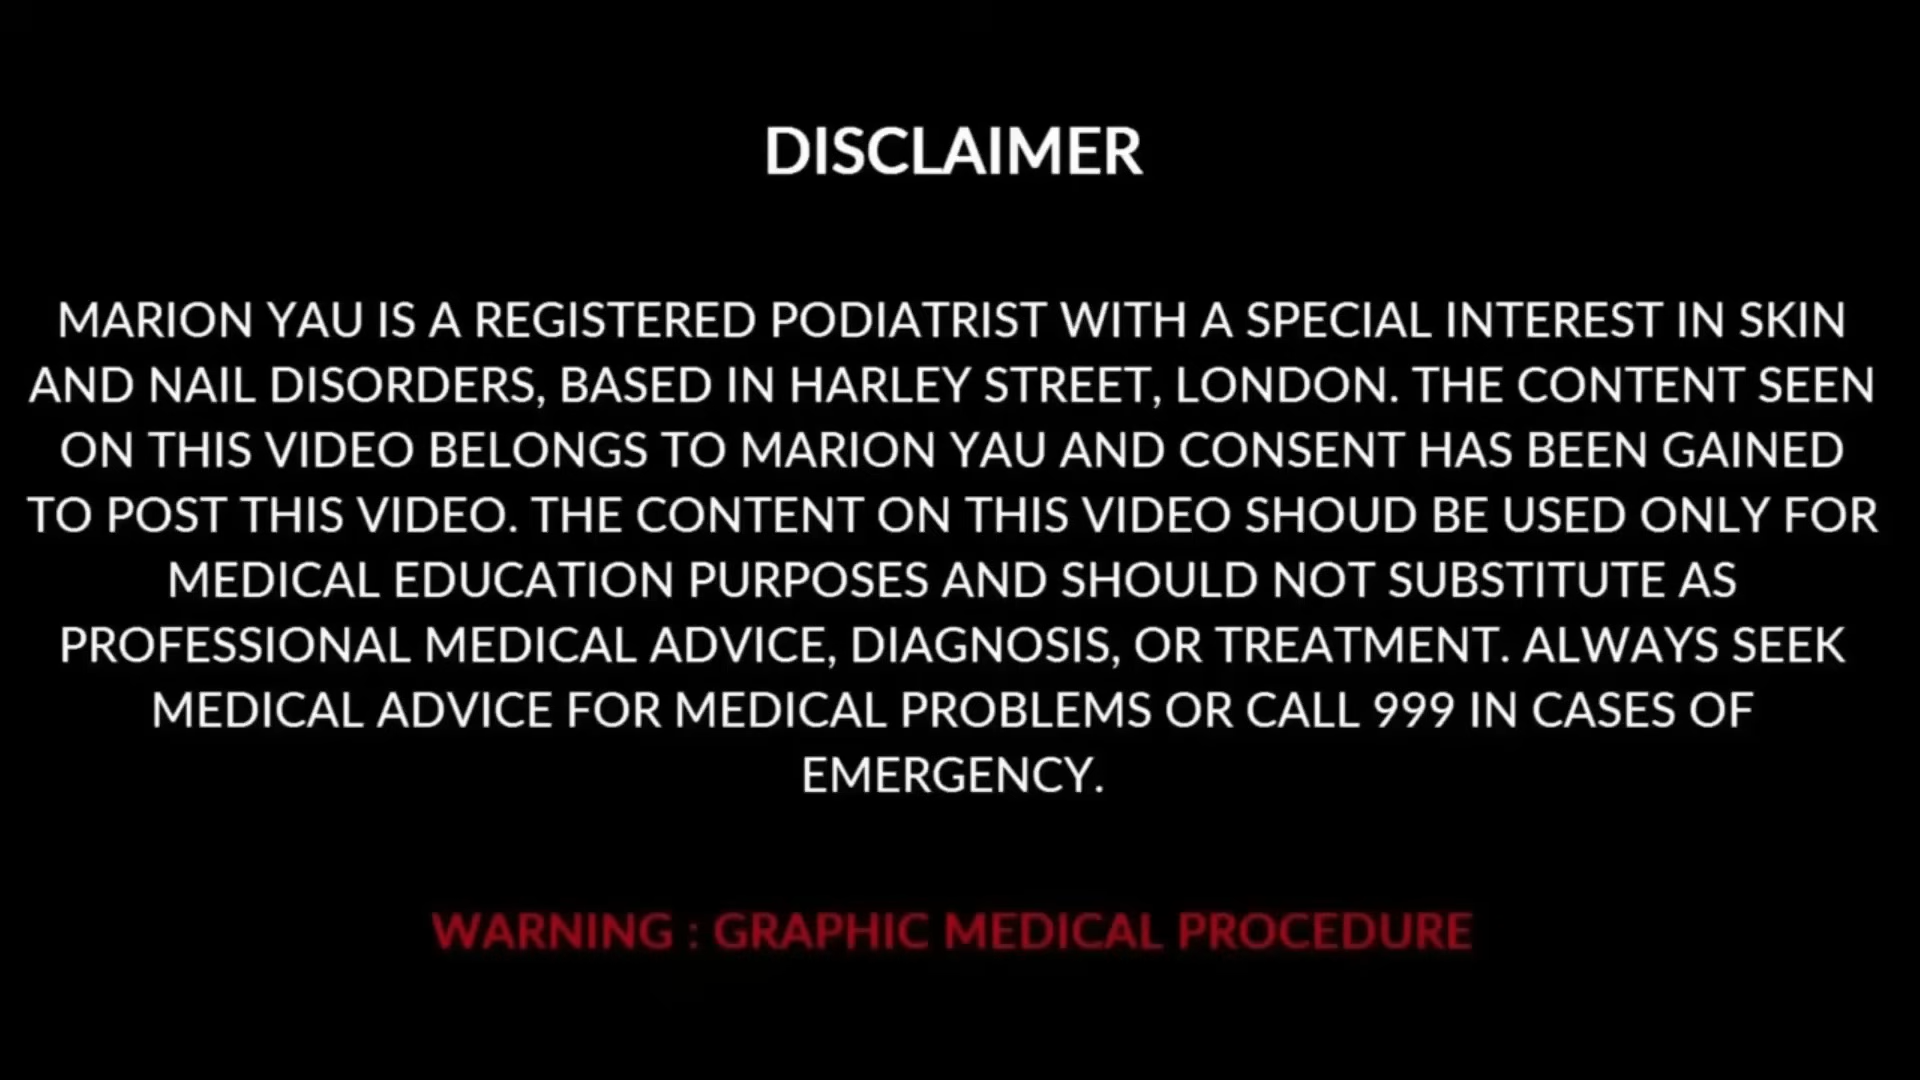 DISCLAIMER
MARION YAU IS A REGISTERED PODIATRIST WITH A SPECIAL INTEREST IN SKIN
AND NAIL DISORDERS, BASED IN HARLEY STREET, LONDON. THE CONTENT SEEN
ON THIS VIDEO BELONGS TO MARION YAU AND CONSENT HAS BEEN GAINED
TO POST THIS VIDEO. THE CONTENT ON THIS VIDEO SHOUD BE USED ONLY FOR
MEDICAL EDUCATION PURPOSES AND SHOULD NOT SUBSTITUTE AS
PROFESSIONAL MEDICAL ADVICE, DIAGNOSIS, OR TREATMENT. ALWAYS SEEK
MEDICAL ADVICE FOR MEDICAL PROBLEMS OR CALL 999 IN CASES OF
EMERGENCY.
WARNING : GRAPHIC MEDICAL PROCEDURE